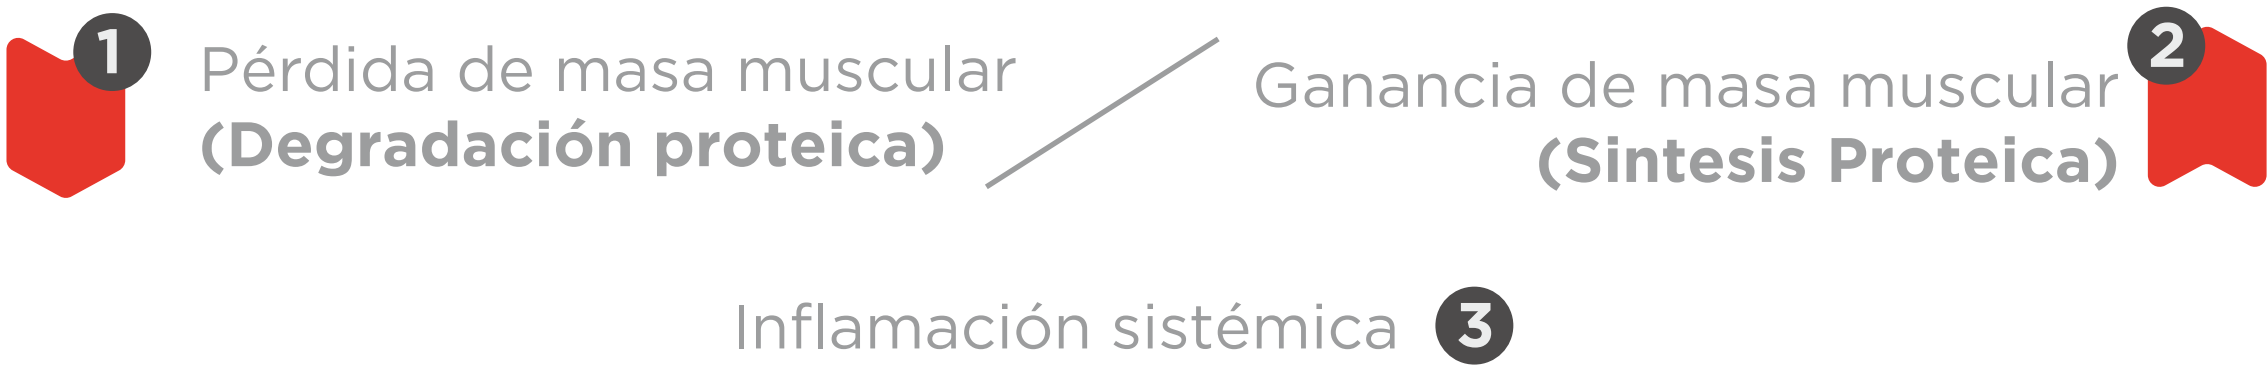 1
Pérdida de masa muscular
(Degradación proteica)
Ganancia de masa muscular
(Sintesis Proteica)
2
Inflamación sistémica 3